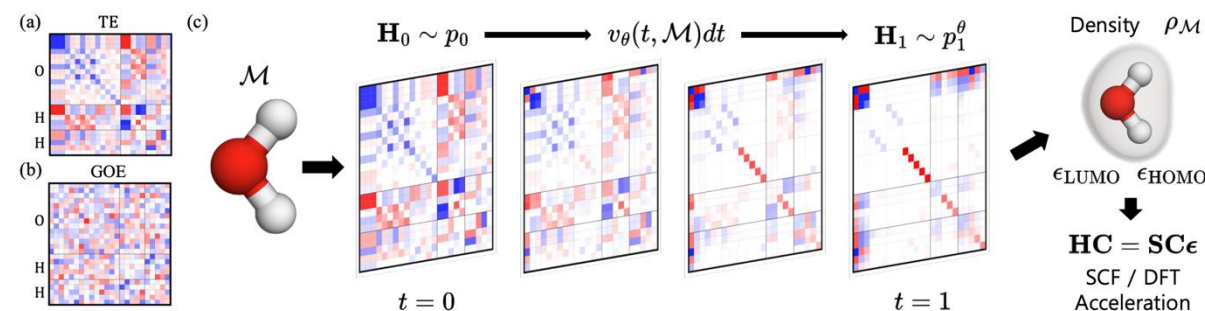 (a)
TE
O
H
H
(b)
GOE
O
H
H
(c)
ℳ
H₀ ∼ p₀
v_θ(t, ℳ)dt
H₁ ∼ p₁^θ
t = 0
t = 1
Density ρ_ℳ
ϵ_LUMO ϵ_HOMO
HC = SCϵ
SCF / DFT
Acceleration